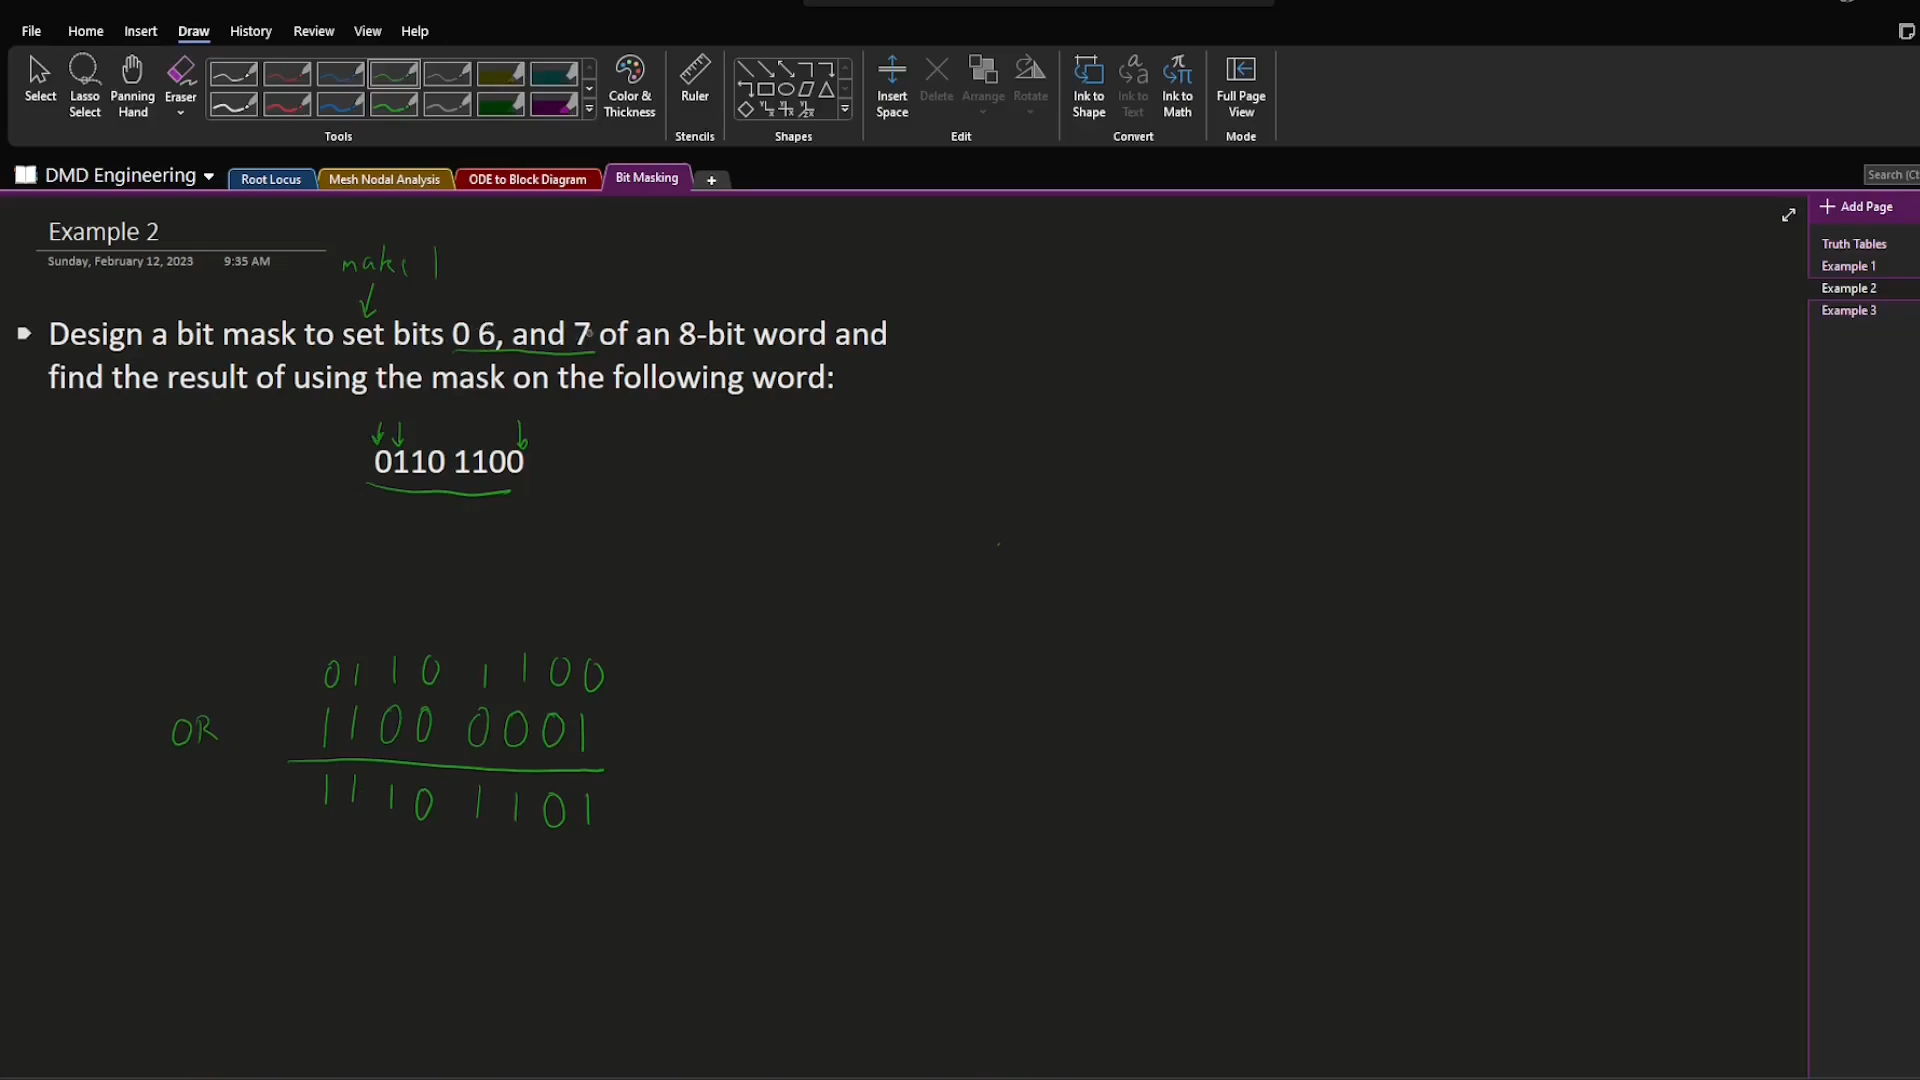 File Home Insert Draw History Review View Help
Select Lasso Select Panning Hand Eraser Color & Thickness Ruler Insert Space Delete Arrange Rotate Ink to Shape Ink to Text Ink to Math Full Page View
Tools Stencils Shapes Edit Convert Mode
DMD Engineering Root Locus Mesh Nodal Analysis ODE to Block Diagram Bit Masking +
Search (Ct
Add Page
Truth Tables
Example 1
Example 2
Example 3
Example 2
Sunday, February 12, 2023 9:35 AM
make 1
Design a bit mask to set bits 0 6, and 7 of an 8-bit word and
find the result of using the mask on the following word:
0110 1100
0110 1100
OR 1100 0001
1110 1101